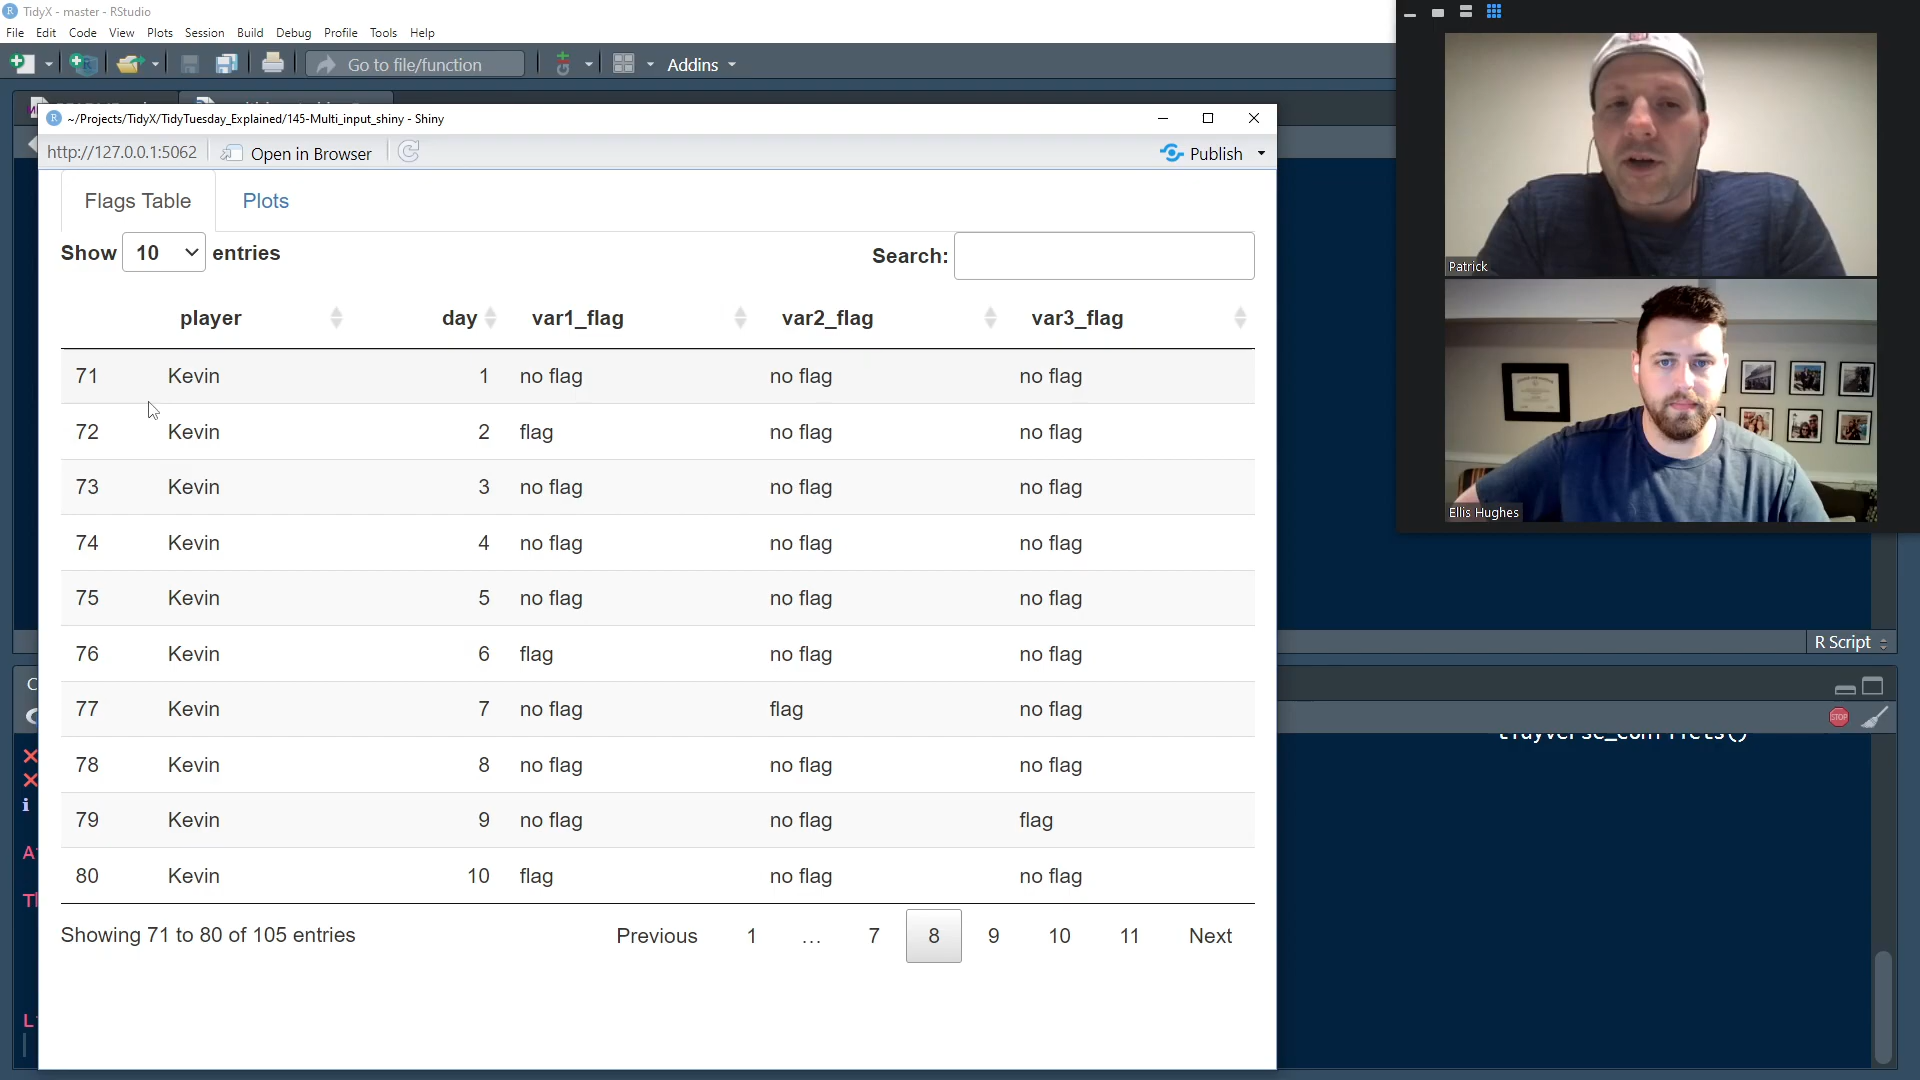 TidyX - master - RStudio
File Edit Code View Plots Session Build Debug Profile Tools Help
Go to file/function Addins
~/Projects/TidyX/TidyTuesday_Explained/145-Multi_input_shiny - Shiny
http://127.0.0.1:5062 Open in Browser Publish
Flags Table Plots
Show 10 entries Search:
player day var1_flag var2_flag var3_flag
71 Kevin 1 no flag no flag no flag
72 Kevin 2 flag no flag no flag
73 Kevin 3 no flag no flag no flag
74 Kevin 4 no flag no flag no flag
75 Kevin 5 no flag no flag no flag
76 Kevin 6 flag no flag no flag
77 Kevin 7 no flag flag no flag
78 Kevin 8 no flag no flag no flag
79 Kevin 9 no flag no flag flag
80 Kevin 10 flag no flag no flag
Showing 71 to 80 of 105 entries Previous 1 … 7 8 9 10 11 Next
Patrick
Ellis Hughes
R Script
STOP